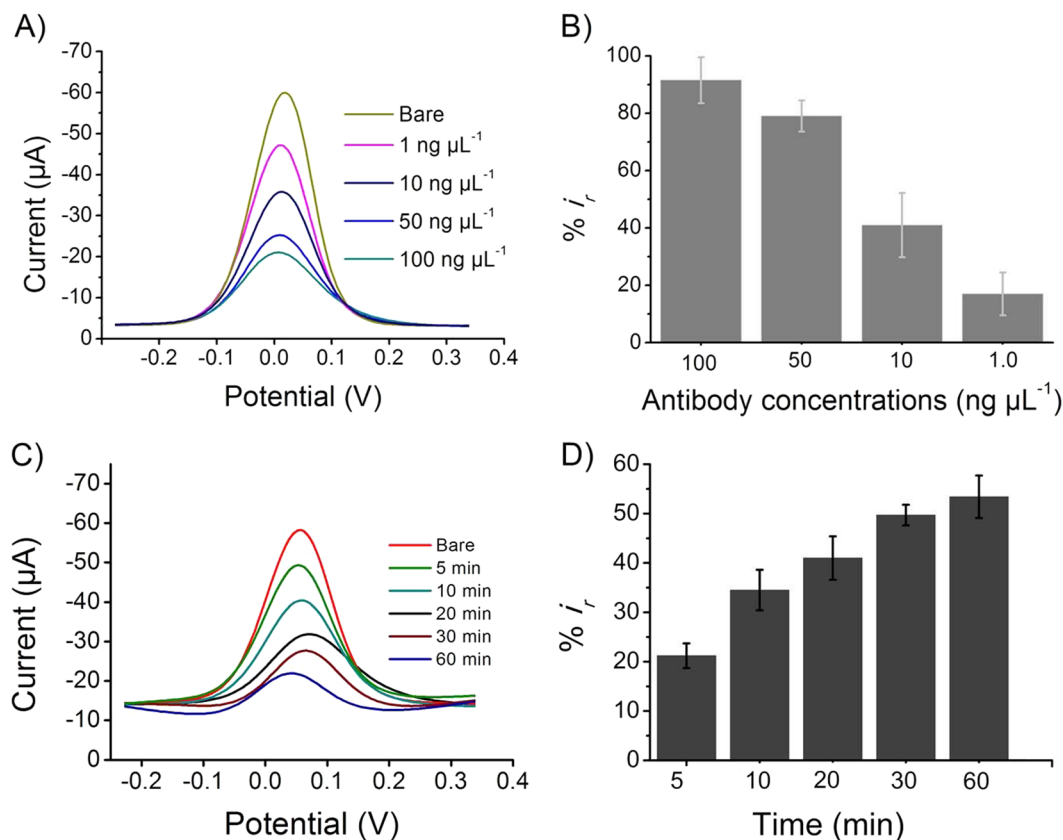 A)
Current (µA)
-70
-60
-50
-40
-30
-20
-10
0
Bare
1 ng µL⁻¹
10 ng µL⁻¹
50 ng µL⁻¹
100 ng µL⁻¹
-0.2 -0.1 0.0 0.1 0.2 0.3 0.4
Potential (V)
B)
% iᵣ
100
80
60
40
20
0
100 50 10 1.0
Antibody concentrations (ng µL⁻¹)
C)
Current (µA)
-70
-60
-50
-40
-30
-20
-10
0
Bare
5 min
10 min
20 min
30 min
60 min
-0.2 -0.1 0.0 0.1 0.2 0.3 0.4
Potential (V)
D)
% iᵣ
60
50
40
30
20
10
0
5 10 20 30 60
Time (min)